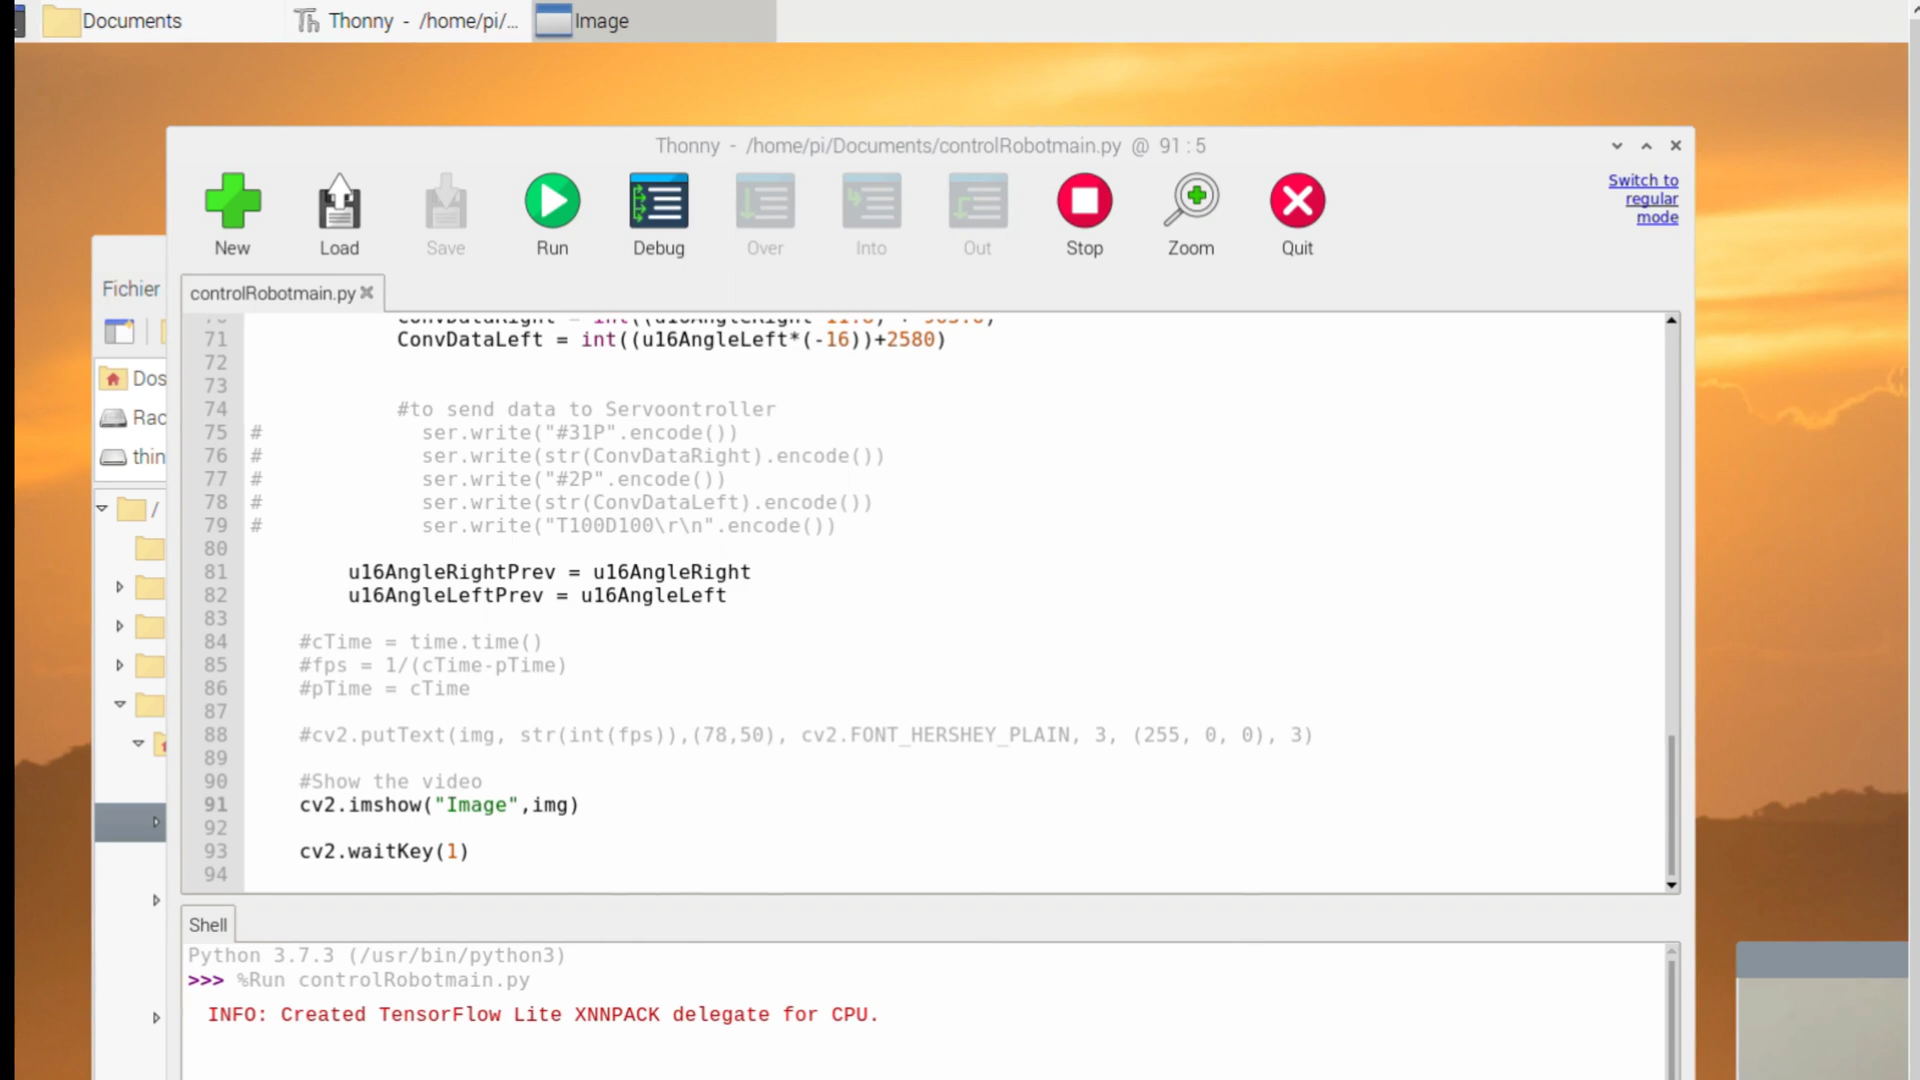 Documents
Thonny - /home/pi/...
Image
Thonny - /home/pi/Documents/controlRobotmain.py @ 91:5
Switch to
regular
mode
New
Load
Save
Run
Debug
Over
Into
Out
Stop
Zoom
Quit
Fichier
Dos
Rac
thin
/
controlRobotmain.py
71 ConvDataLeft = int((u16AngleLeft*(-16))+2580)
72
73
74 #to send data to Servoontroller
75 # ser.write("#31P".encode())
76 # ser.write(str(ConvDataRight).encode())
77 # ser.write("#2P".encode())
78 # ser.write(str(ConvDataLeft).encode())
79 # ser.write("T100D100\r\n".encode())
80
81 u16AngleRightPrev = u16AngleRight
82 u16AngleLeftPrev = u16AngleLeft
83
84 #cTime = time.time()
85 #fps = 1/(cTime-pTime)
86 #pTime = cTime
87
88 #cv2.putText(img, str(int(fps)),(78,50), cv2.FONT_HERSHEY_PLAIN, 3, (255, 0, 0), 3)
89
90 #Show the video
91 cv2.imshow("Image",img)
92
93 cv2.waitKey(1)
94
Shell
Python 3.7.3 (/usr/bin/python3)
>>> %Run controlRobotmain.py
INFO: Created TensorFlow Lite XNNPACK delegate for CPU.